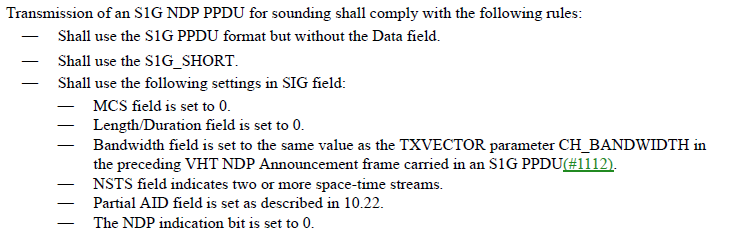 Transmission of an S1G NDP PPDU for sounding shall comply with the following rules:
— Shall use the S1G PPDU format but without the Data field.
— Shall use the S1G_SHORT.
— Shall use the following settings in SIG field:
— MCS field is set to 0.
— Length/Duration field is set to 0.
— Bandwidth field is set to the same value as the TXVECTOR parameter CH_BANDWIDTH in
the preceding VHT NDP Announcement frame carried in an S1G PPDU(#1112).
— NSTS field indicates two or more space-time streams.
— Partial AID field is set as described in 10.22.
— The NDP indication bit is set to 0.